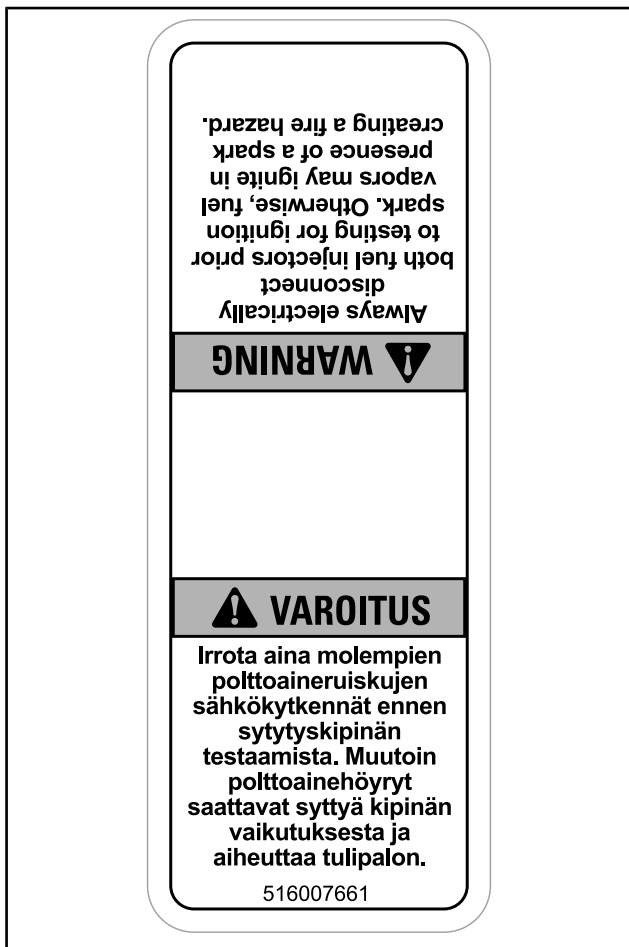 WARNING
Always electrically
disconnect
both fuel injectors prior
to testing for ignition
spark. Otherwise, fuel
vapors may ignite in
presence of a spark
creating a fire hazard.
VAROITUS
Irrota aina molempien
polttoaineruiskujen
sähkökytkennät ennen
sytytyskipinän
testaamista. Muutoin
polttoainehöyryt
saattavat syttyä kipinän
vaikutuksesta ja
aiheuttaa tulipalon.
516007661